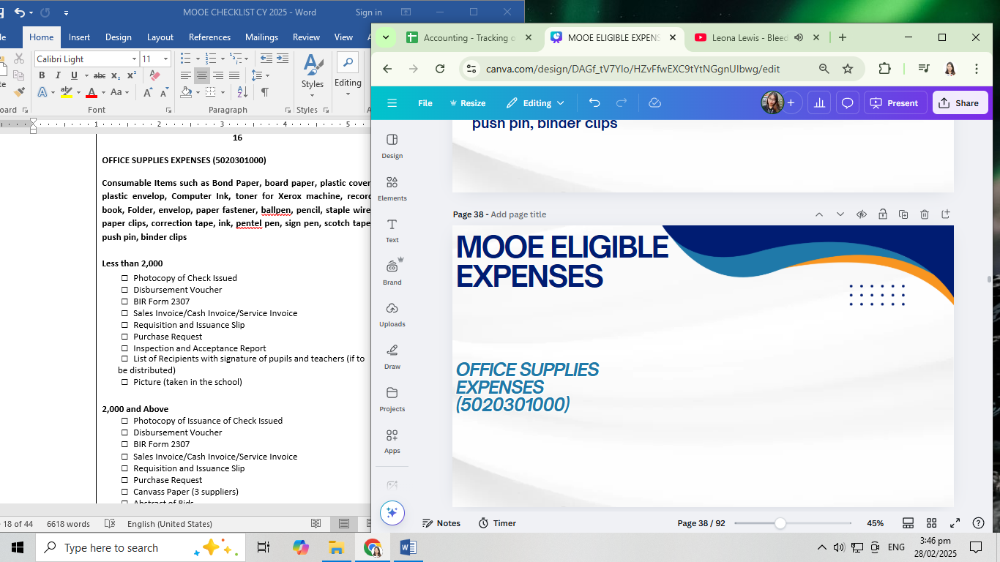 MOOE CHECKLIST CY 2025 - Word
Sign in
Home
Insert
Design
Layout
References
Mailings
Review
View
Calibri Light
11
Styles
Editing
Font
Paragraph
Styles
1
2
3
4
5
16
OFFICE SUPPLIES EXPENSES (5020301000)
Consumable Items such as Bond Paper, board paper, plastic cover
plastic envelop, Computer Ink, toner for Xerox machine, record
book, Folder, envelop, paper fastener, ballpen, pencil, staple wire
paper clips, correction tape, ink, pentel pen, sign pen, scotch tape
push pin, binder clips
Less than 2,000
☐ Photocopy of Check Issued
☐ Disbursement Voucher
☐ BIR Form 2307
☐ Sales Invoice/Cash Invoice/Service Invoice
☐ Requisition and Issuance Slip
☐ Purchase Request
☐ Inspection and Acceptance Report
☐ List of Recipients with signature of pupils and teachers (if to
be distributed)
☐ Picture (taken in the school)
2,000 and Above
☐ Photocopy of Issuance of Check Issued
☐ Disbursement Voucher
☐ BIR Form 2307
☐ Sales Invoice/Cash Invoice/Service Invoice
☐ Requisition and Issuance Slip
☐ Purchase Request
☐ Canvass Paper (3 suppliers)
☐ Abstract of Bids
18 of 44
6618 words
English (United States)
Accounting - Tracking o
MOOE ELIGIBLE EXPENS
Leona Lewis - Bleed
canva.com/design/DAGf_tV7YIo/HZvFfwEXC9tYtNGgnUIbwg/edit
File
Resize
Editing
Present
Share
Design
Elements
Text
Brand
Uploads
Draw
Projects
Apps
push pin, binder clips
Page 38 - Add page title
MOOE ELIGIBLE
EXPENSES
OFFICE SUPPLIES
EXPENSES
(5020301000)
Notes
Timer
Page 38 / 92
45%
Type here to search
ENG
3:46 pm
28/02/2025